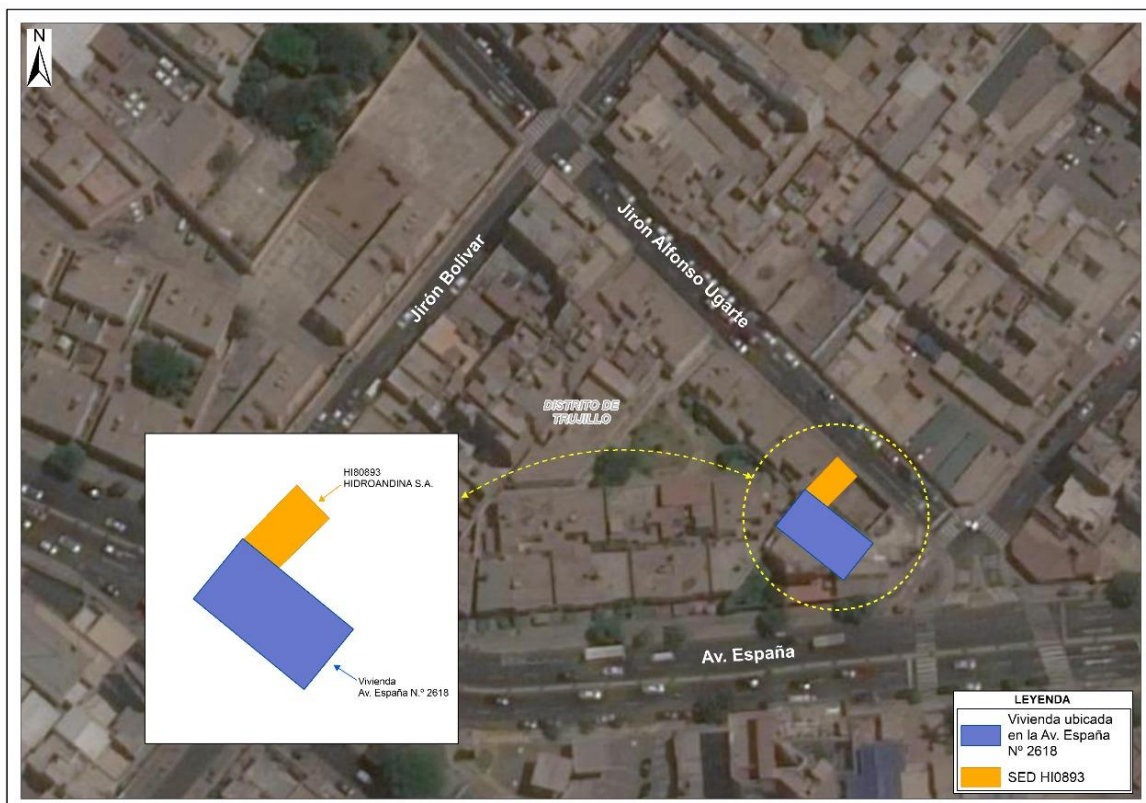 N
Jirón Bolivar
Jiron Alfonso Ugarte
DISTRITO DE
TRUJILLO
HI80893
HIDROANDINA S.A.
Vivienda
Av. España N.º 2618
Av. España
LEYENDA
Vivienda ubicada
en la Av. España
Nº 2618
SED HI0893